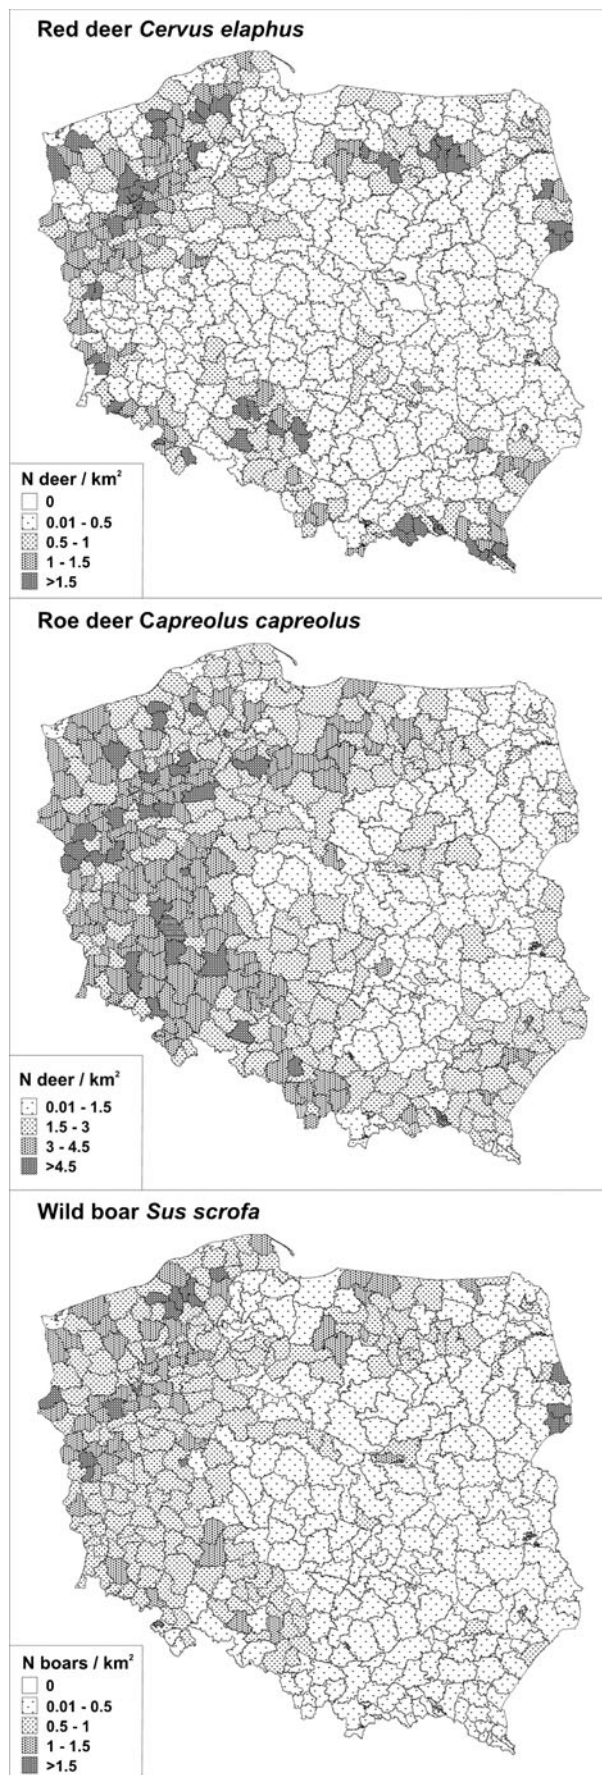 Red deer Cervus elaphus
N deer / km²
0
0.01 - 0.5
0.5 - 1
1 - 1.5
>1.5
Roe deer Capreolus capreolus
N deer / km²
0.01 - 1.5
1.5 - 3
3 - 4.5
>4.5
Wild boar Sus scrofa
N boars / km²
0
0.01 - 0.5
0.5 - 1
1 - 1.5
>1.5